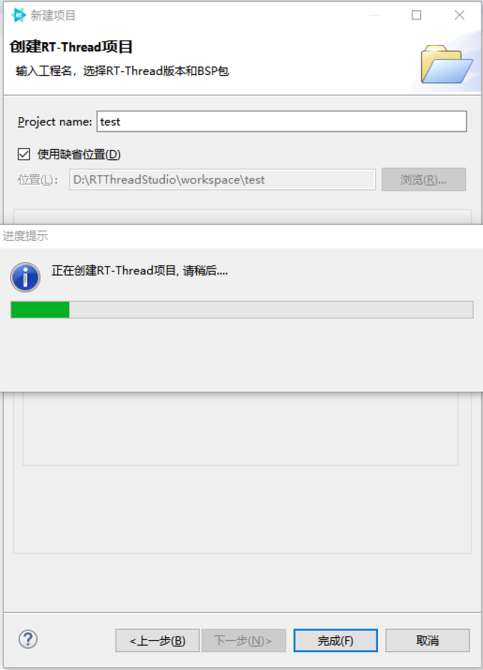 新建项目
创建RT-Thread项目
输入工程名，选择RT-Thread版本和BSP包
Project name: test
使用缺省位置(D)
位置(L): D:\RTThreadStudio\workspace\test 浏览(R)...
进度提示
正在创建RT-Thread项目, 请稍后....
<上一步(B) 下一步(N)> 完成(F) 取消